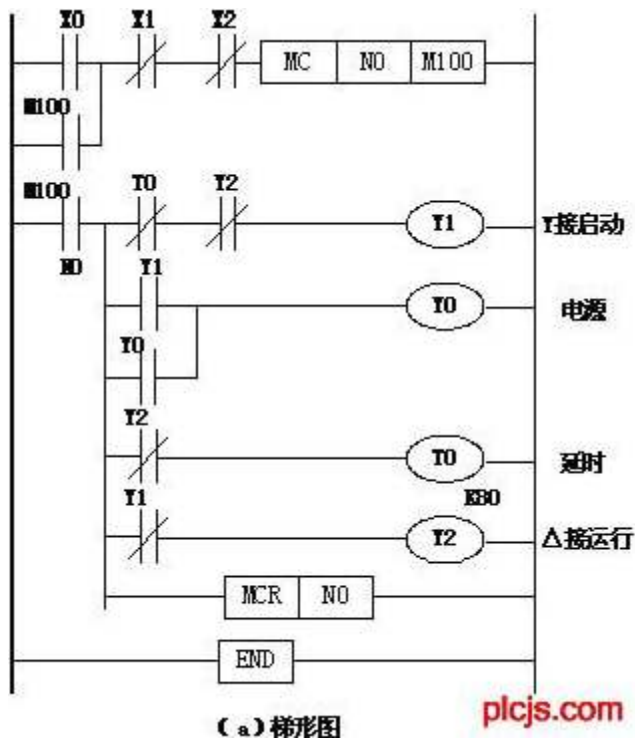 X0 X1 X2
MC N0 M100
M100
M100 T0 Y2
Y1 Y接启动
N0 Y1
Y0 电源
Y0
Y2
T0 延时
Y1 K80
Y2 △接运行
MCR N0
END
(a)梯形图
plcjs.com